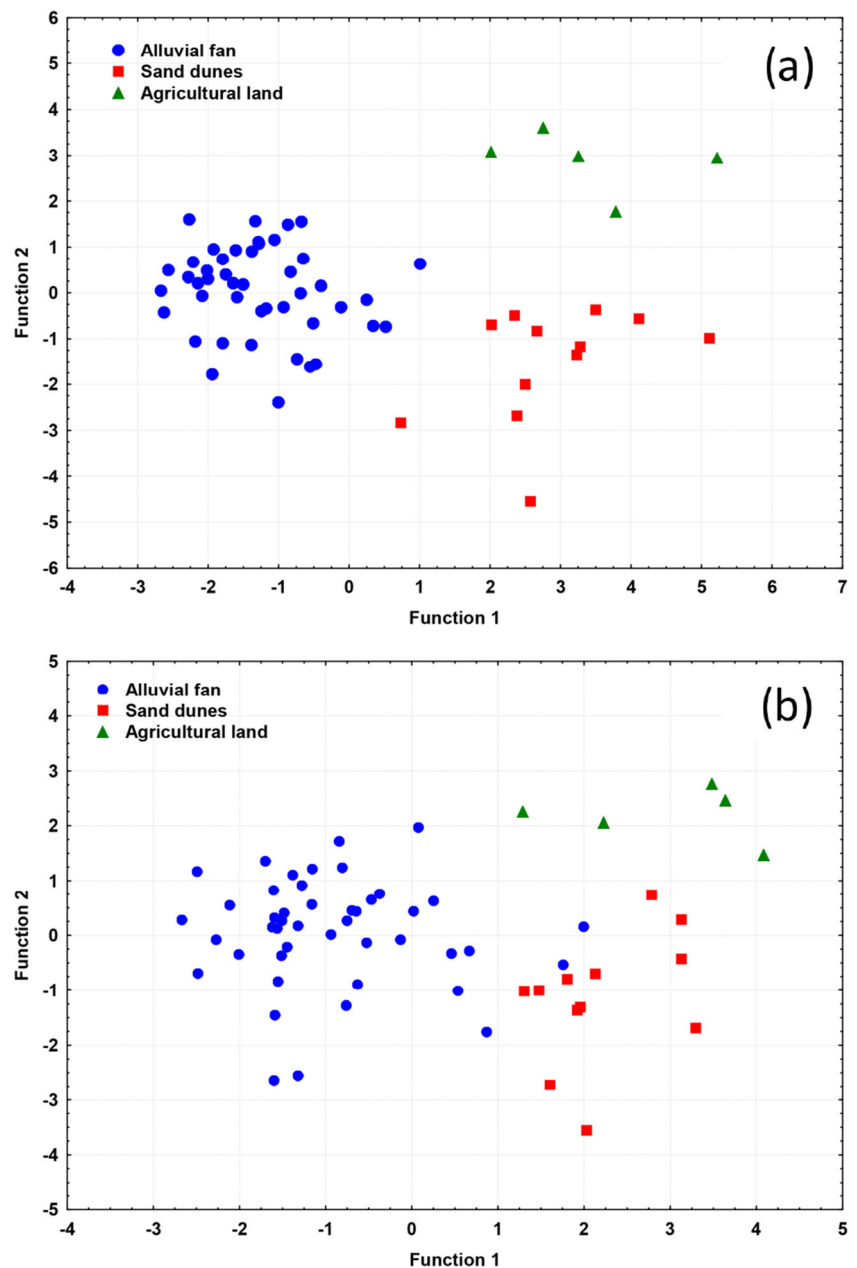 6
5
4
3
2
1
0
-1
-2
-3
-4
-5
-6
Alluvial fan
Sand dunes
Agricultural land
(a)
Function 2
-4 -3 -2 -1 0 1 2 3 4 5 6 7
Function 1
5
4
3
2
1
0
-1
-2
-3
-4
-5
Alluvial fan
Sand dunes
Agricultural land
(b)
Function 2
-4 -3 -2 -1 0 1 2 3 4 5
Function 1